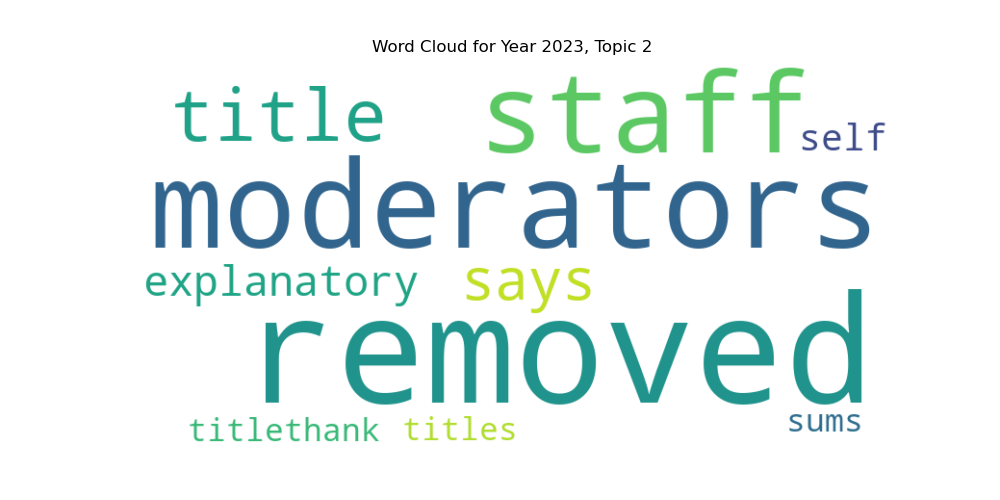 Word Cloud for Year 2023, Topic 2
title staff self
moderators
explanatory says
removed
titlethank titles sums